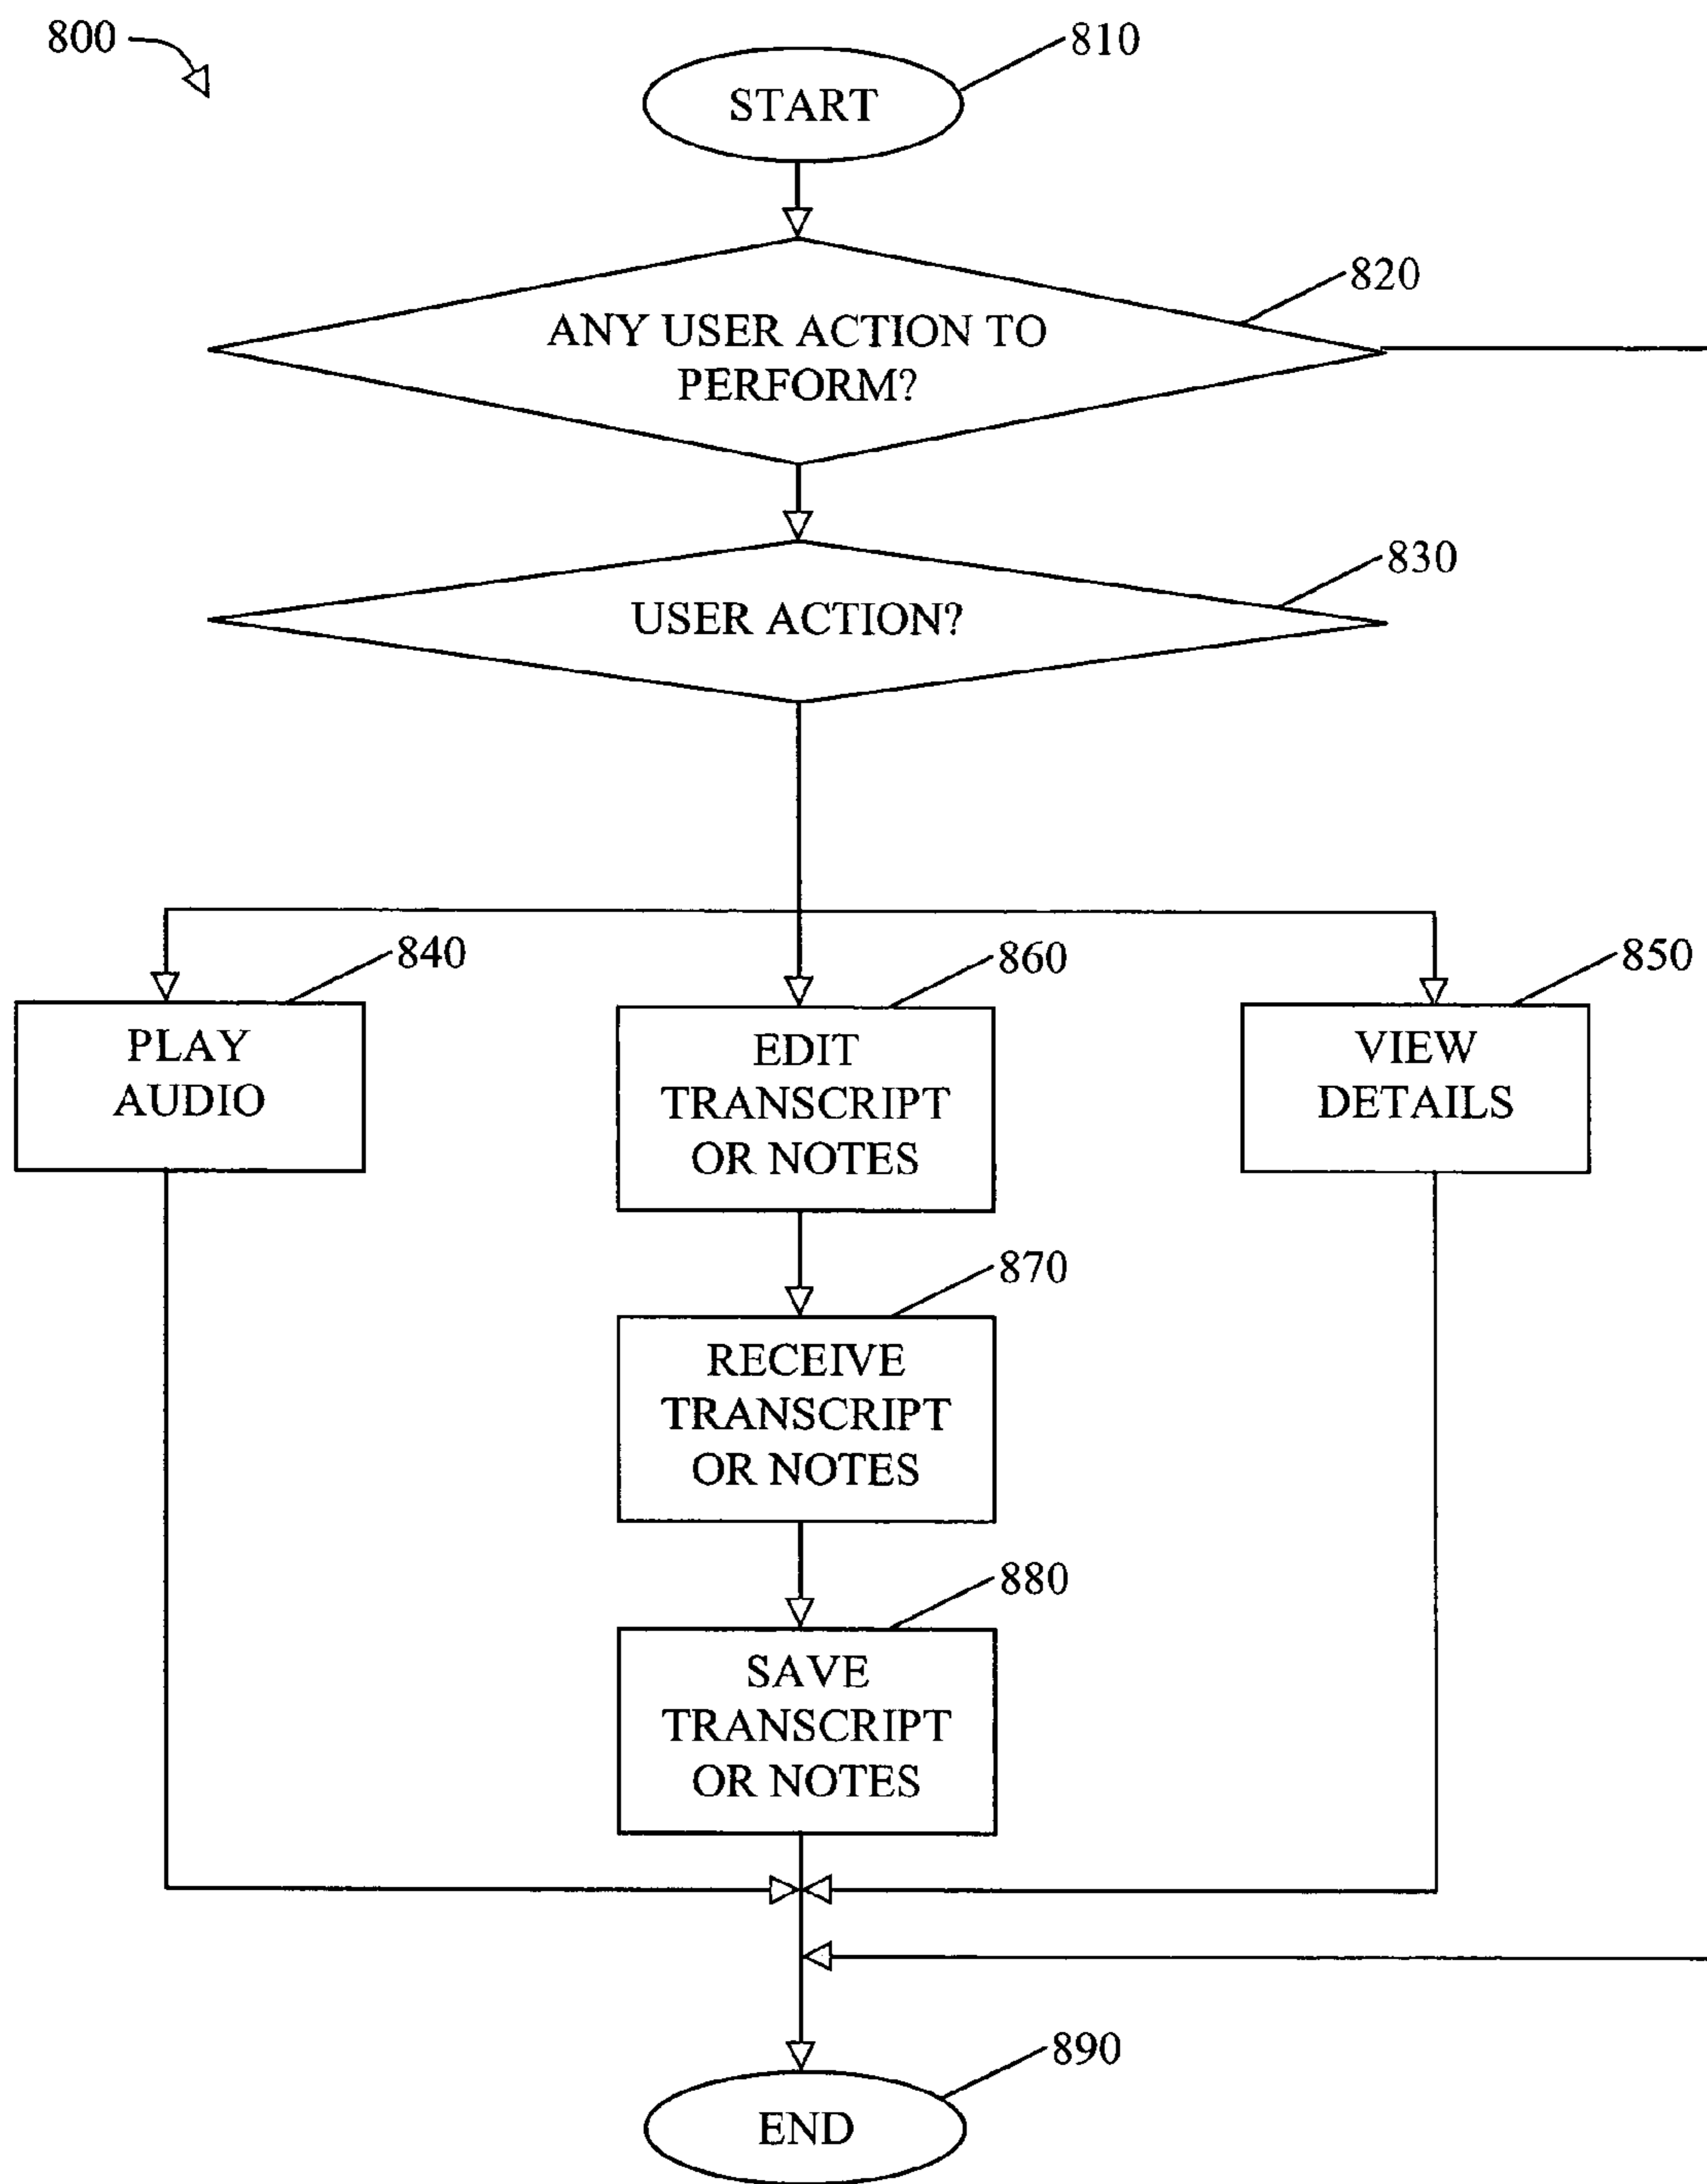 800
810
START
820
ANY USER ACTION TO
PERFORM?
830
USER ACTION?
840
PLAY
AUDIO
860
EDIT
TRANSCRIPT
OR NOTES
850
VIEW
DETAILS
870
RECEIVE
TRANSCRIPT
OR NOTES
880
SAVE
TRANSCRIPT
OR NOTES
890
END